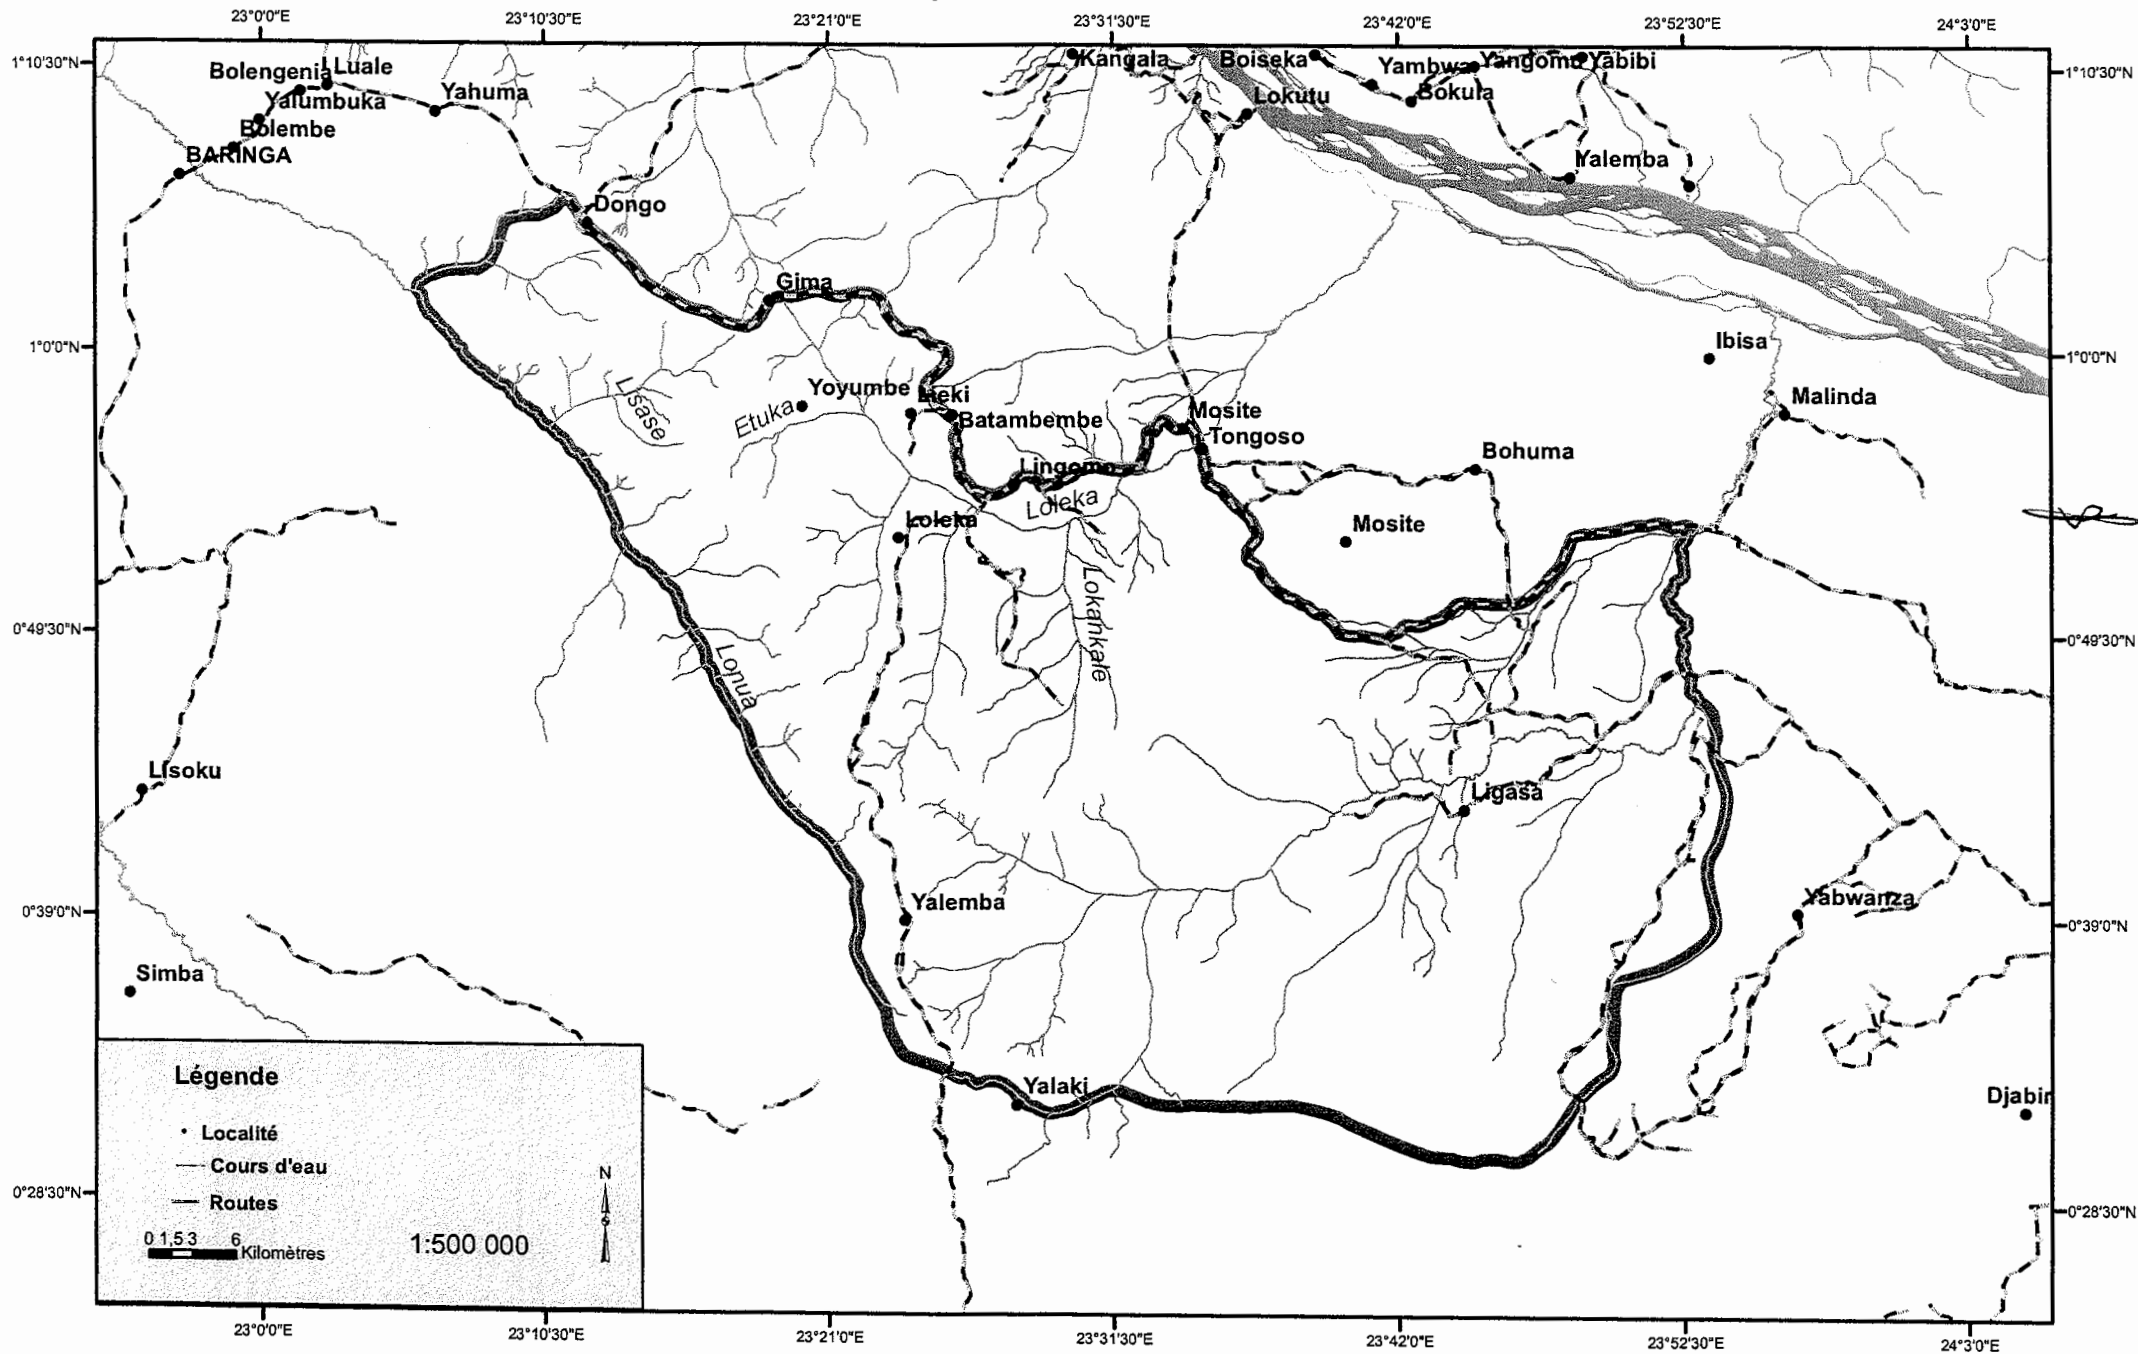 23°0'0"E 23°10'30"E 23°21'0"E 23°31'30"E 23°42'0"E 23°52'30"E 24°3'0"E
1°10'30"N
1°10'30"N
Bolengenia
Luale
Yalumbuka
Yahuma
Bolembe
BARINGA
Kangala
Boiseka
Yambwa
Yangomu
Yabibi
Lokutu
Bokula
Yalemba
Dongo
Gima
1°0'0"N
1°0'0"N
Ibisa
Malinda
Lisase
Etuka
Yoyumbe
Lieki
Batambembe
Mosite
Tongoso
Lingomo
Loleka
Bohuma
Loleka
Mosite
Lokankale
0°49'30"N
0°49'30"N
Lonua
Lisoku
Ligasa
0°39'0"N
0°39'0"N
Yalemba
Yabwanza
Simba
Yalaki
Djabir
0°28'30"N
0°28'30"N
Légende
Localité
Cours d'eau
Routes
0 1,5 3 6
Kilomètres
1:500 000
N
23°0'0"E 23°10'30"E 23°21'0"E 23°31'30"E 23°42'0"E 23°52'30"E 24°3'0"E